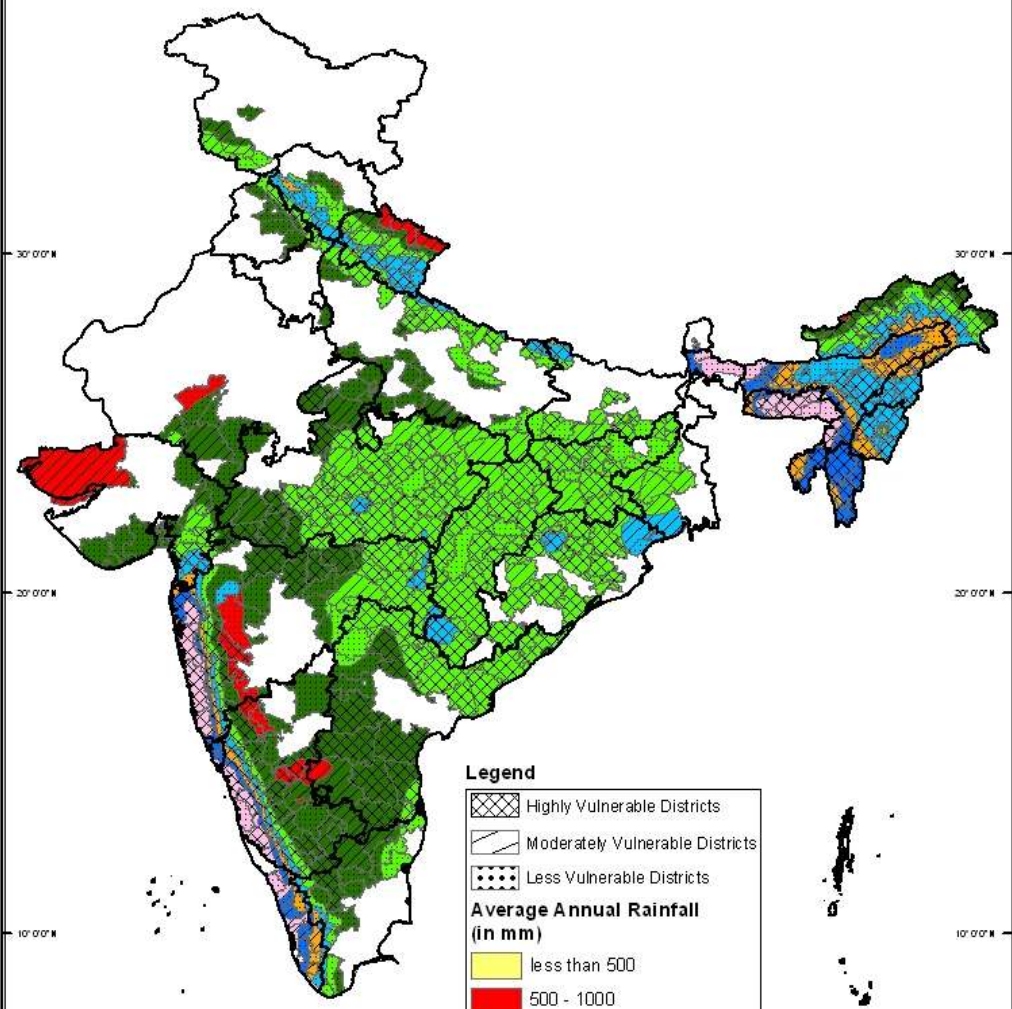 30°0'0"N
30°0'0"N
20°0'0"N
20°0'0"N
10°0'0"N
10°0'0"N
Legend
Highly Vulnerable Districts
Moderately Vulnerable Districts
Less Vulnerable Districts
Average Annual Rainfall
(in mm)
less than 500
500 - 1000